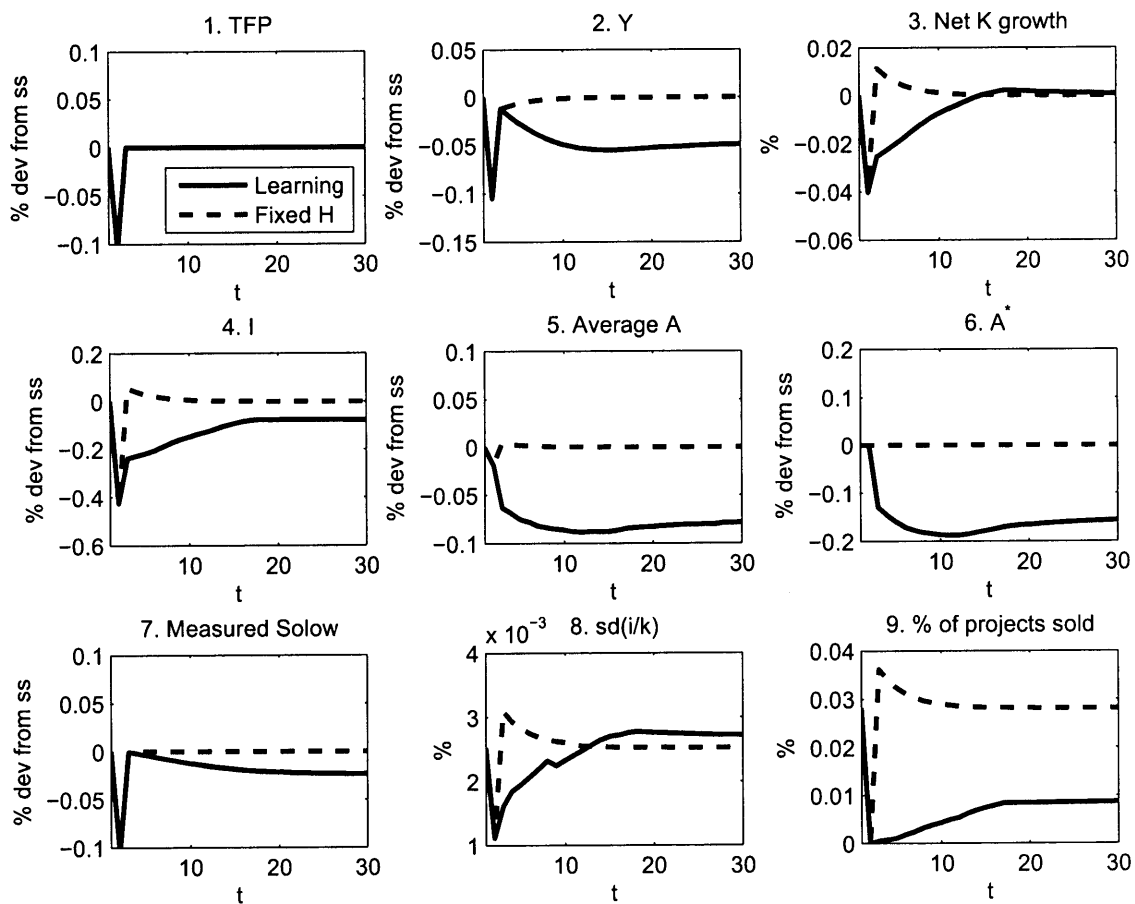 1. TFP
% dev from ss
0.1
0.05
0
−0.05
−0.1
Learning
Fixed H
10
20
30
t
2. Y
% dev from ss
0.05
0
−0.05
−0.1
−0.15
10
20
30
t
3. Net K growth
%
0.02
0
−0.02
−0.04
−0.06
10
20
30
t
4. I
% dev from ss
0.2
0
−0.2
−0.4
−0.6
10
20
30
t
5. Average A
% dev from ss
0.1
0.05
0
−0.05
−0.1
10
20
30
t
6. A*
% dev from ss
0.2
0.1
0
−0.1
−0.2
10
20
30
t
7. Measured Solow
% dev from ss
0.1
0.05
0
−0.05
−0.1
10
20
30
t
x 10⁻³
8. sd(i/k)
%
4
3
2
1
10
20
30
t
9. % of projects sold
%
0.04
0.03
0.02
0.01
0
10
20
30
t